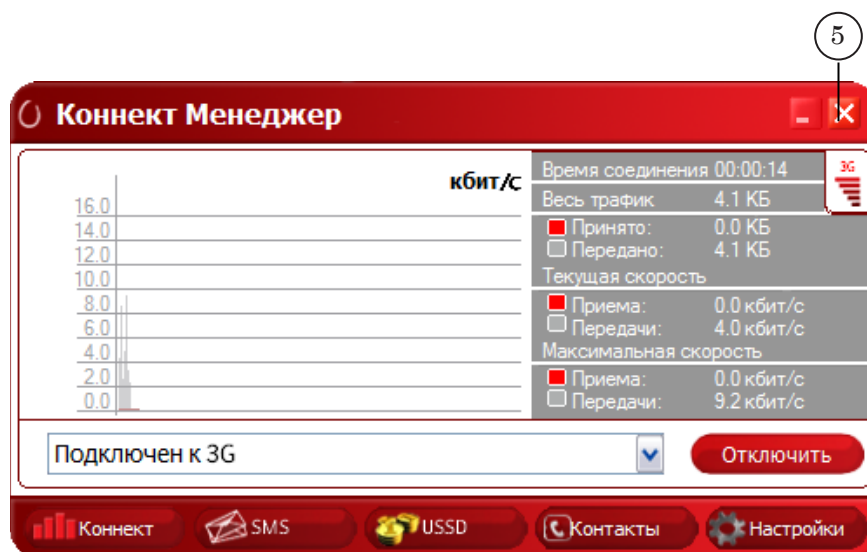 5
Коннект Менеджер
кбит/с
16.0
14.0
12.0
10.0
8.0
6.0
4.0
2.0
0.0
Время соединения 00:00:14
Весь трафик 4.1 КБ
Принято: 0.0 КБ
Передано: 4.1 КБ
Текущая скорость
Приема: 0.0 кбит/с
Передачи: 4.0 кбит/с
Максимальная скорость
Приема: 0.0 кбит/с
Передачи: 9.2 кбит/с
3G
Подключен к 3G
Отключить
Коннект SMS USSD Контакты Настройки